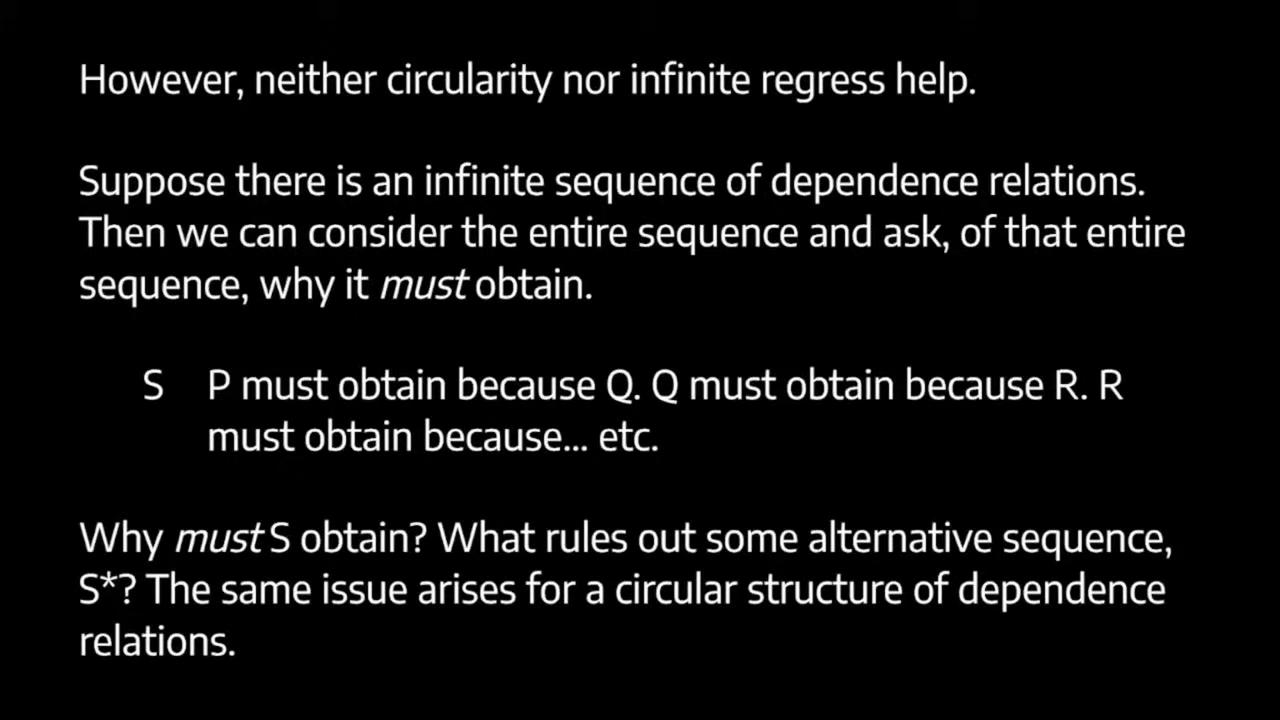 However, neither circularity nor infinite regress help.
Suppose there is an infinite sequence of dependence relations.
Then we can consider the entire sequence and ask, of that entire
sequence, why it must obtain.
S P must obtain because Q. Q must obtain because R. R
must obtain because... etc.
Why must S obtain? What rules out some alternative sequence,
S*? The same issue arises for a circular structure of dependence
relations.